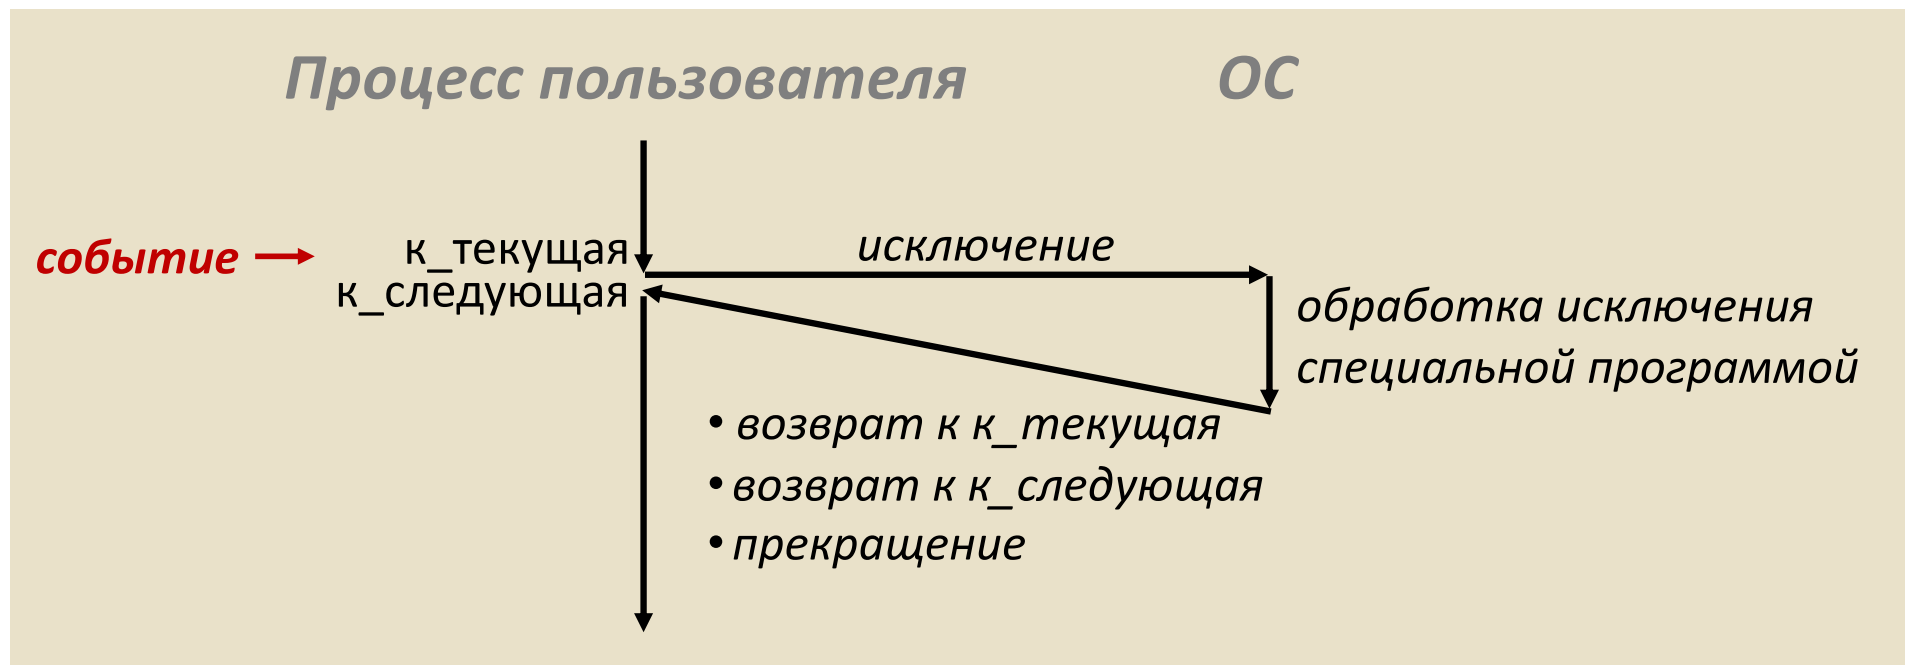 Процесс пользователя ОС
событие
к_текущая
к_следующая
исключение
обработка исключения
специальной программой
• возврат к к_текущая
• возврат к к_следующая
• прекращение